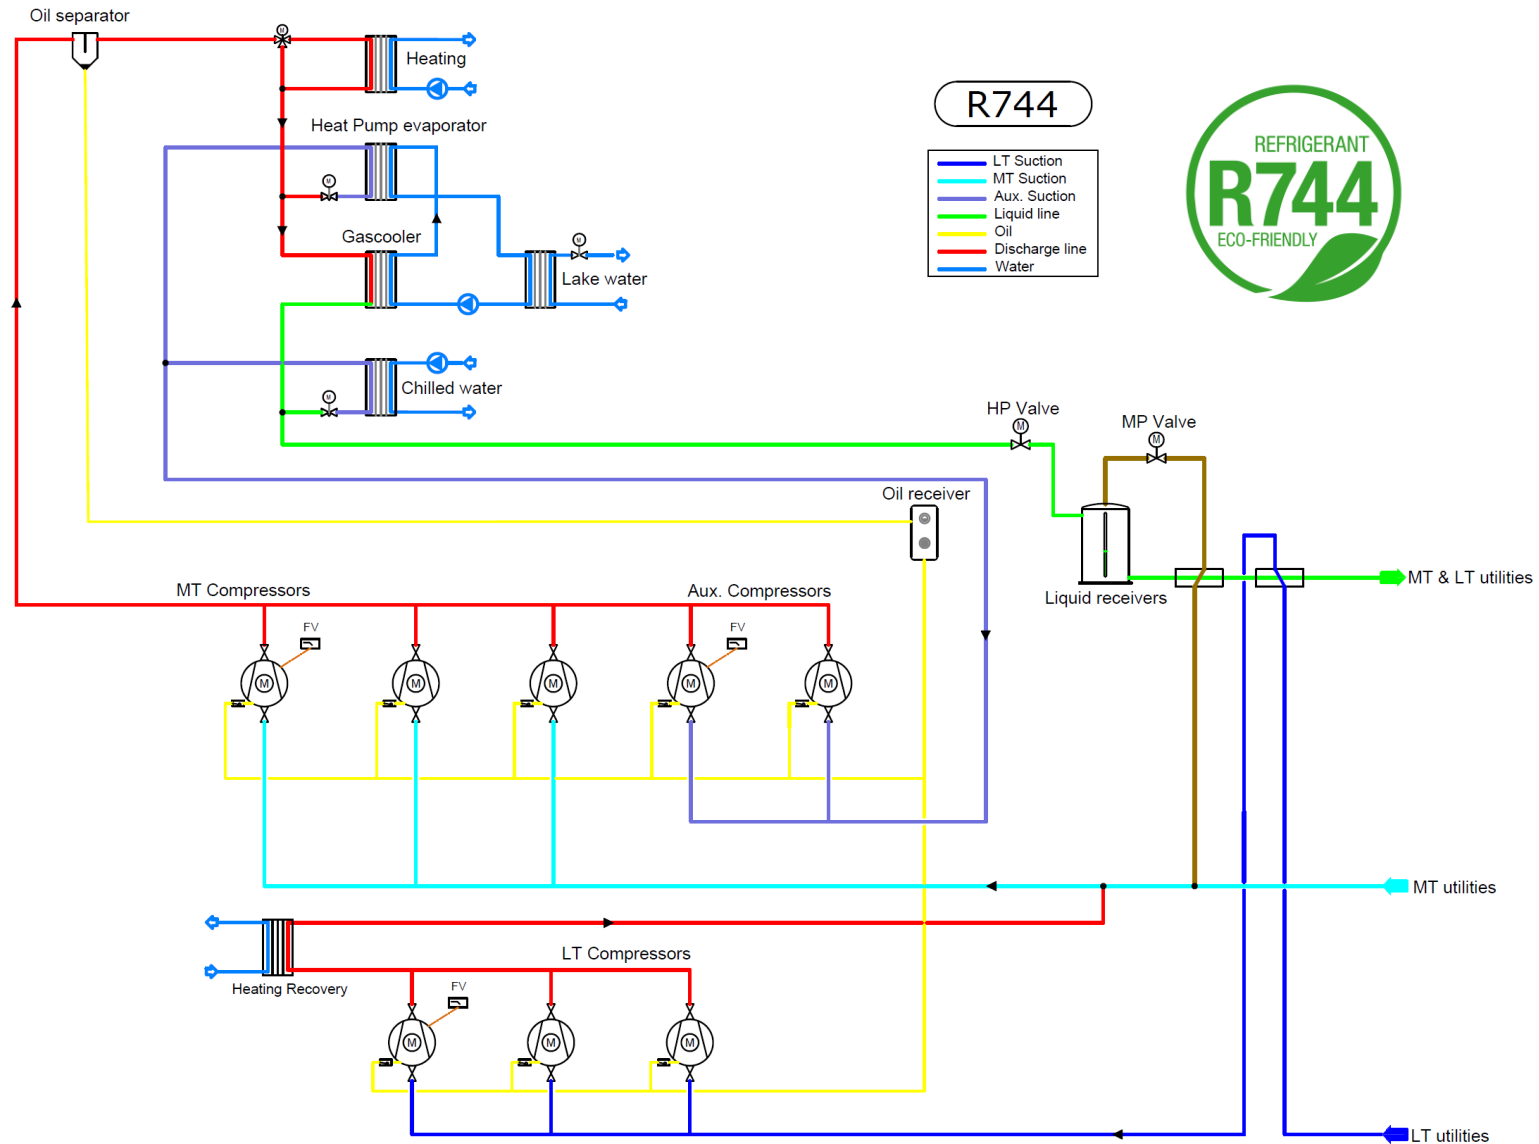 Oil separator
M
Heating
Heat Pump evaporator
M
Gascooler
M
Lake water
Chilled water
M
R744
LT Suction
MT Suction
Aux. Suction
Liquid line
Oil
Discharge line
Water
REFRIGERANT
R744
ECO-FRIENDLY
HP Valve
M
MP Valve
M
Oil receiver
Liquid receivers
MT & LT utilities
MT Compressors
Aux. Compressors
FV
FV
M
M
M
M
M
MT utilities
Heating Recovery
LT Compressors
FV
M
M
M
LT utilities